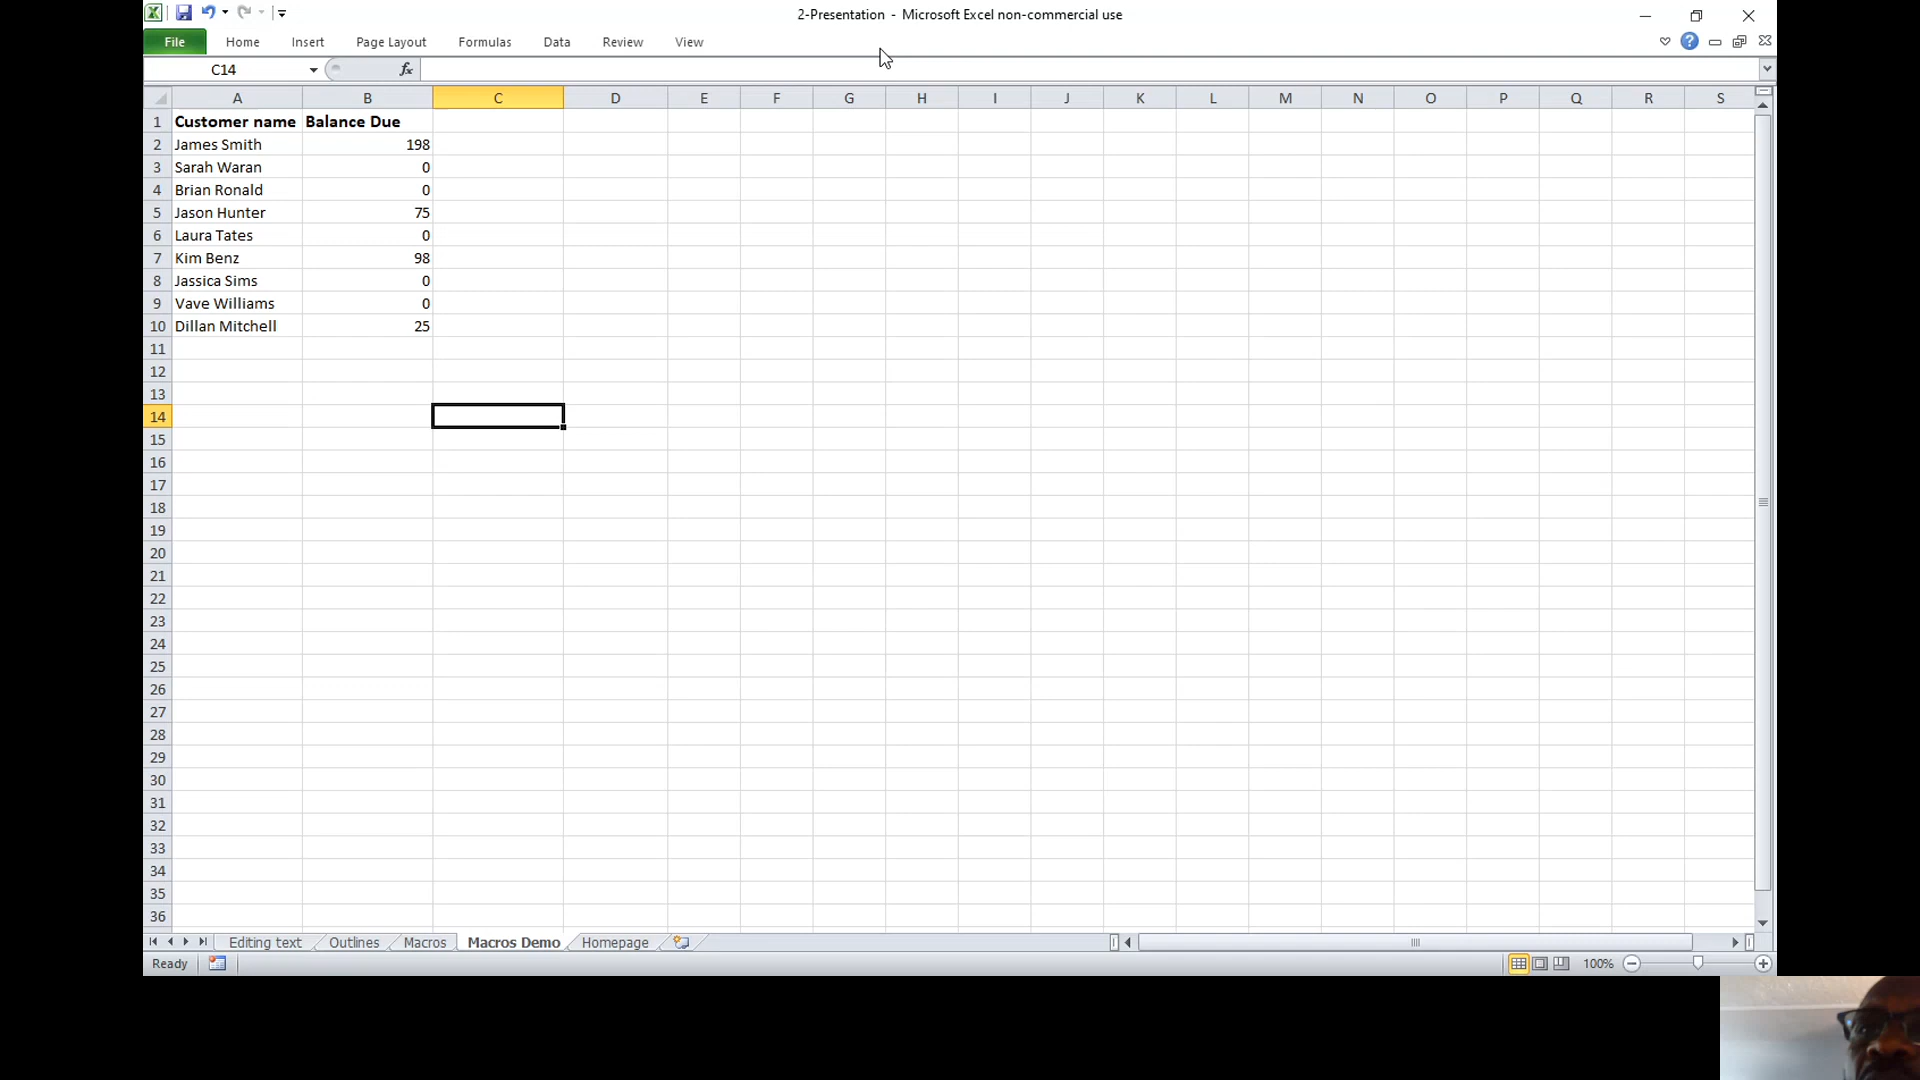 2-Presentation - Microsoft Excel non-commercial use
File Home Insert Page Layout Formulas Data Review View
C14 fx
A B C D E F G H I J K L M N O P Q R S
1 Customer name Balance Due
2 James Smith 198
3 Sarah Waran 0
4 Brian Ronald 0
5 Jason Hunter 75
6 Laura Tates 0
7 Kim Benz 98
8 Jassica Sims 0
9 Vave Williams 0
10 Dillan Mitchell 25
11
12
13
14
15
16
17
18
19
20
21
22
23
24
25
26
27
28
29
30
31
32
33
34
35
36
Editing text Outlines Macros Macros Demo Homepage
Ready 100%